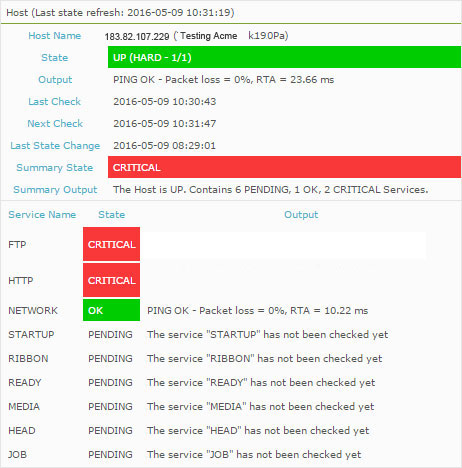 Host (Last state refresh: 2016-05-09 10:31:19)
Host Name 183.82.107.229 (`Testing Acme k19:0Pa)
State UP (HARD - 1/1)
Output PING OK - Packet loss = 0%, RTA = 23.66 ms
Last Check 2016-05-09 10:30:43
Next Check 2016-05-09 10:31:47
Last State Change 2016-05-09 08:29:01
Summary State CRITICAL
Summary Output The Host is UP. Contains 6 PENDING, 1 OK, 2 CRITICAL Services.
Service Name State Output
FTP CRITICAL
HTTP CRITICAL
NETWORK OK PING OK - Packet loss = 0%, RTA = 10.22 ms
STARTUP PENDING The service "STARTUP" has not been checked yet
RIBBON PENDING The service "RIBBON" has not been checked yet
READY PENDING The service "READY" has not been checked yet
MEDIA PENDING The service "MEDIA" has not been checked yet
HEAD PENDING The service "HEAD" has not been checked yet
JOB PENDING The service "JOB" has not been checked yet